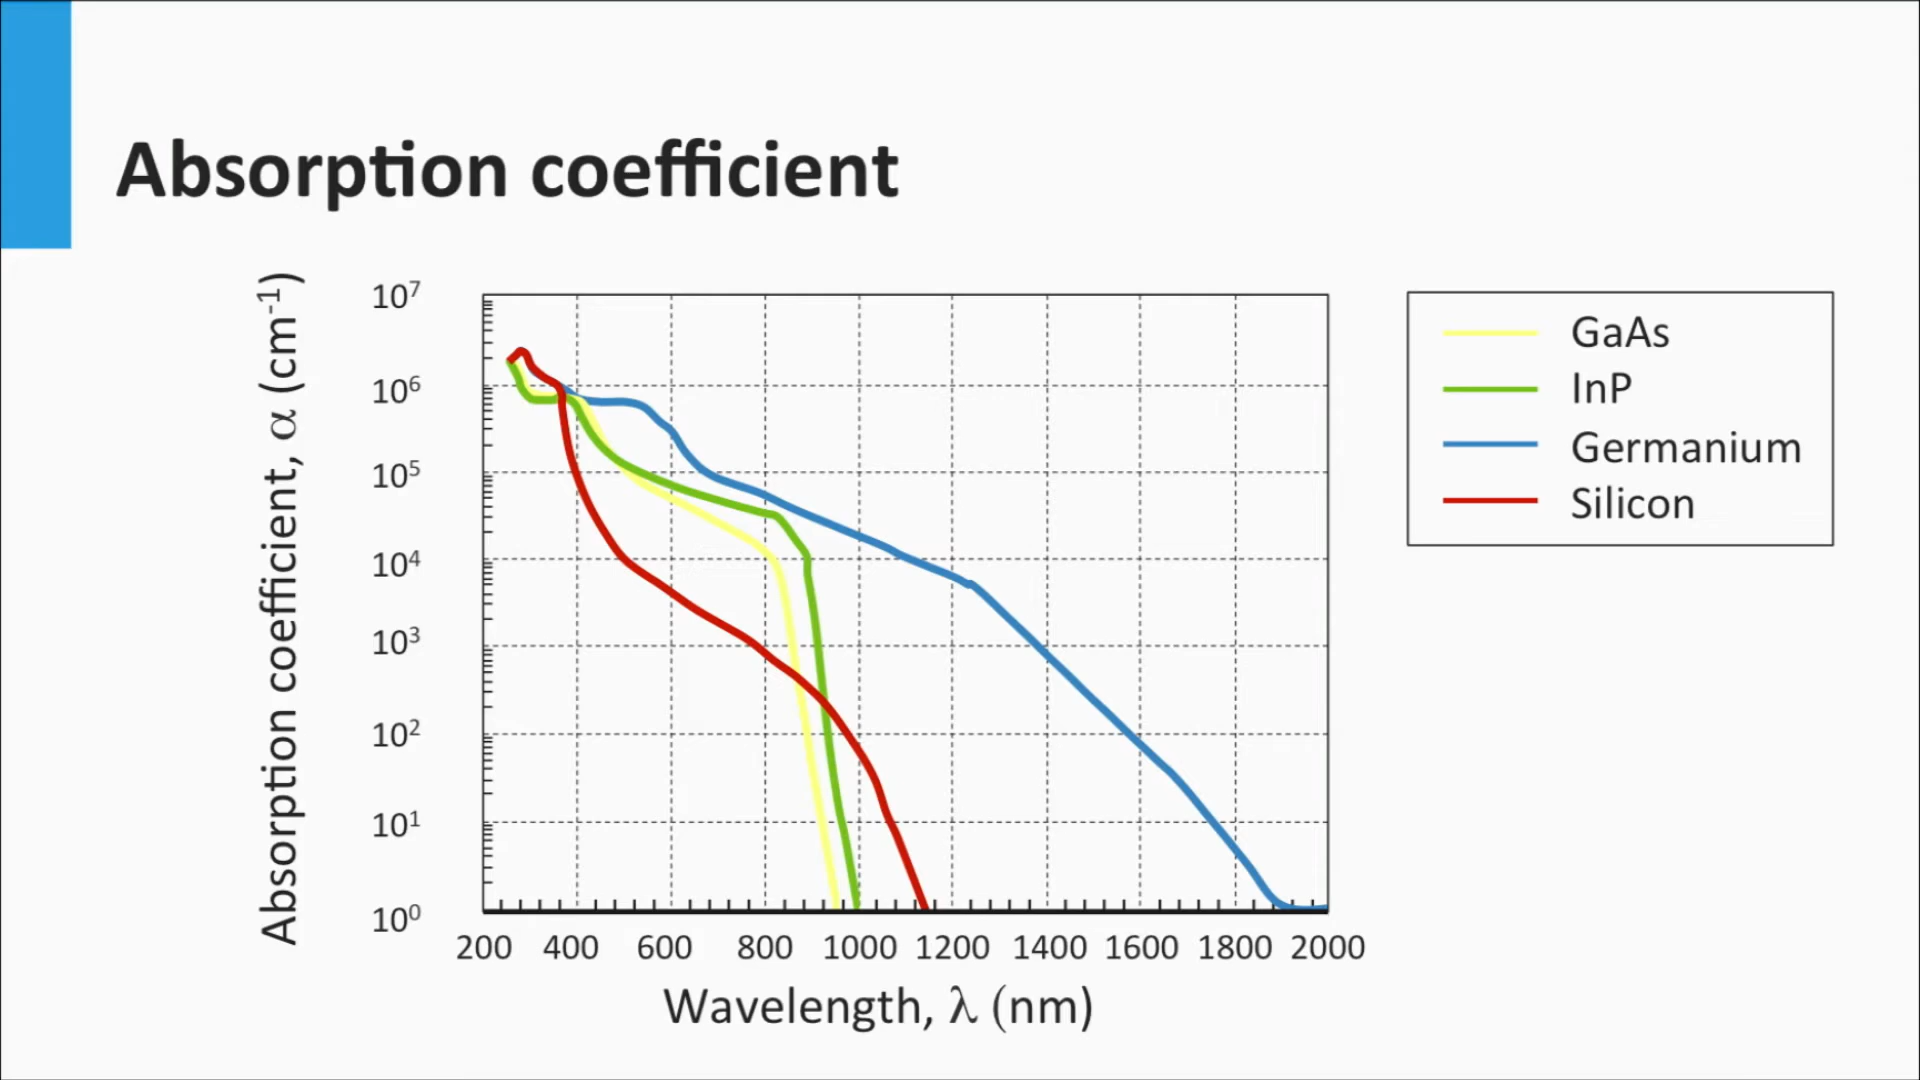 Absorption coefficient
Absorption coefficient, α (cm⁻¹)
10⁷
10⁶
10⁵
10⁴
10³
10²
10¹
10⁰
200 400 600 800 1000 1200 1400 1600 1800 2000
Wavelength, λ (nm)
GaAs
InP
Germanium
Silicon